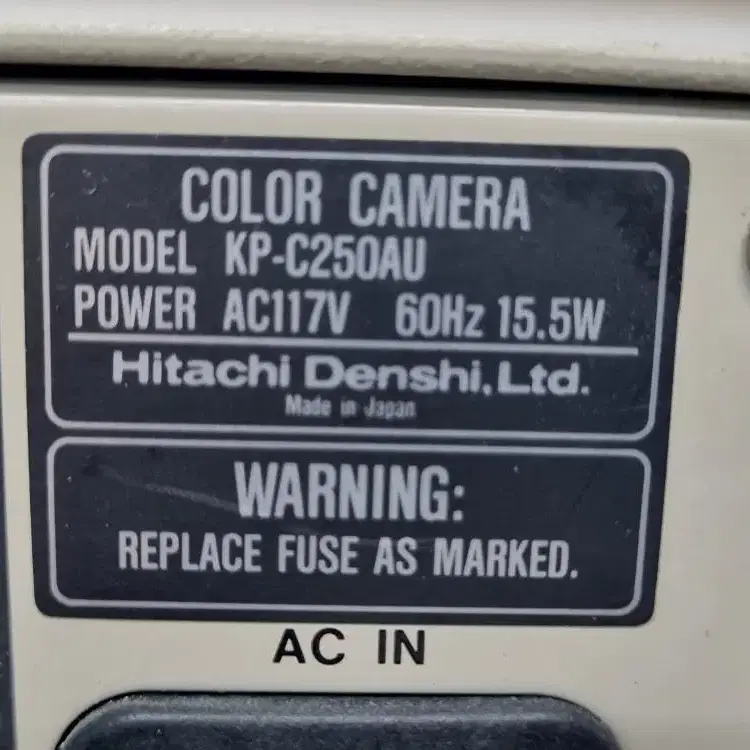 COLOR CAMERA
MODEL KP-C250AU
POWER AC117V 60Hz 15.5W
Hitachi Denshi, Ltd.
Made in Japan
WARNING:
REPLACE FUSE AS MARKED.
AC IN